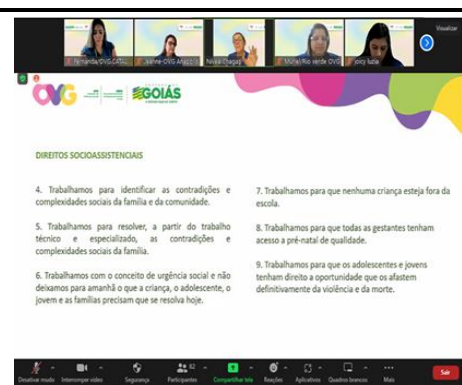 Visualizar
Fernanda/OVG.CATAL
Jeanne-OVG Anápolis
Nivea Chagas
Muriel/Rio verde OVG
joicy luzia
OVG
GOIÁS
DIREITOS SOCIOASSISTENCIAIS
4. Trabalhamos para identificar as contradições e
complexidades sociais da família e da comunidade.
5. Trabalhamos para resolver, a partir do trabalho
técnico e especializado, as contradições e
complexidades sociais da família.
6. Trabalhamos com o conceito de urgência social e não
deixamos para amanhã o que a criança, o adolescente, o
jovem e as famílias precisam que se resolva hoje.
7. Trabalhamos para que nenhuma criança esteja fora da
escola.
8. Trabalhamos para que todas as gestantes tenham
acesso a pré-natal de qualidade.
9. Trabalhamos para que os adolescentes e jovens
tenham direito a oportunidade que os afastem
definitivamente da violência e da morte.
82
Desativar mudo
Interromper vídeo
Segurança
Participantes
Compartilhar tela
Reações
Aplicativos
Quadros brancos
Mais
Sair